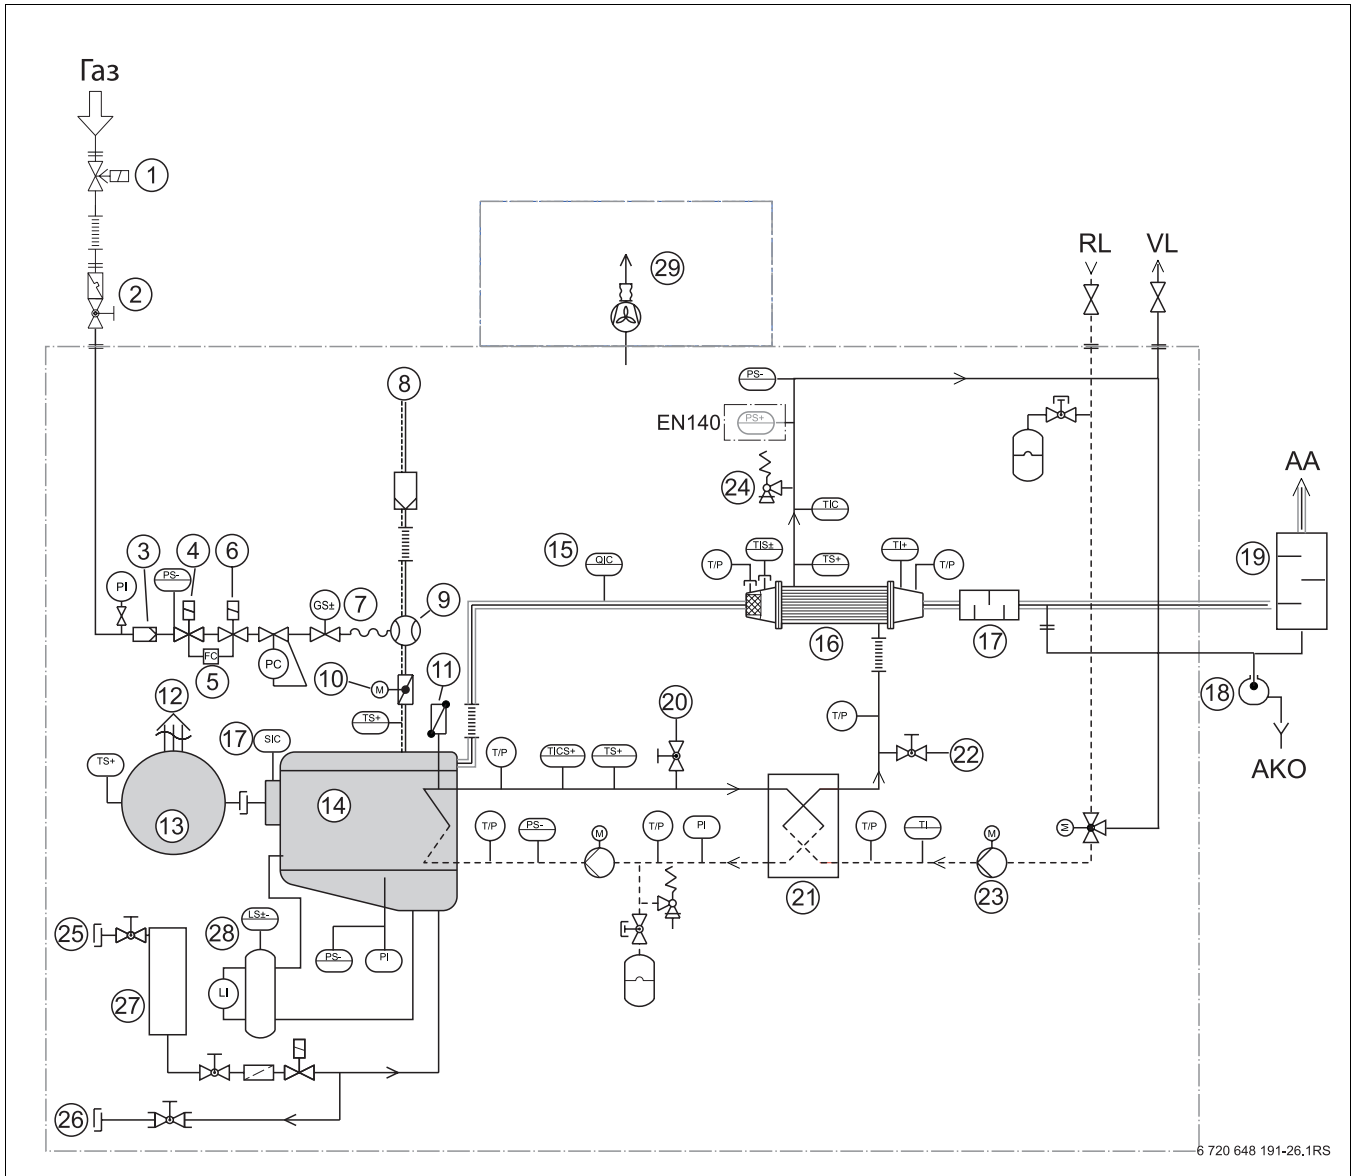 Газ
1
2
29
RL
VL
8
PS-
EN140
PS+
24
AA
TIC
3
4
6
15
TIS±
TI+
19
PI
PS-
GS±
7
9
QIC
T/P
TS+
T/P
FC
PC
5
16
17
10
M
11
18
12
TS+
20
T/P
17
SIC
T/P
TICS+
TS+
22
AKO
TS+
13
14
T/P
PS-
M
T/P
PI
T/P
TI
M
M
21
23
25
28
LS±-
PS-
PI
27
LI
26
6 720 648 191-26.1RS